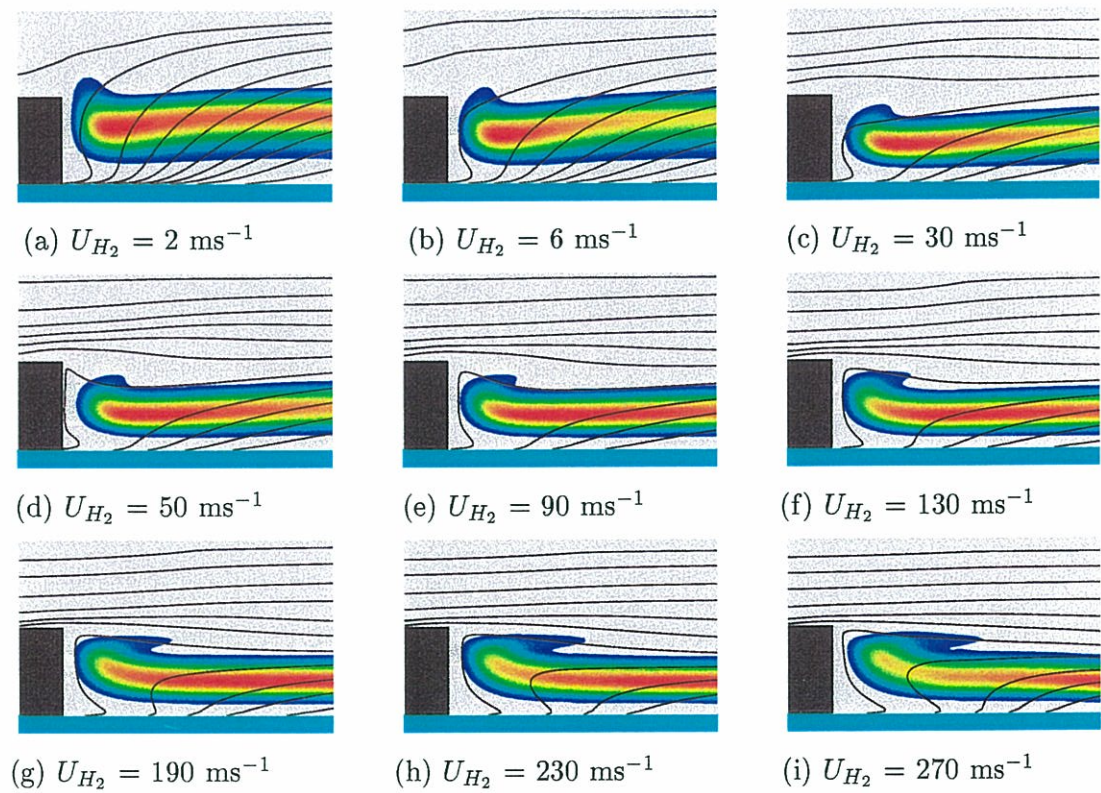 (a) U_{H_2} = 2 ms^{-1}
(b) U_{H_2} = 6 ms^{-1}
(c) U_{H_2} = 30 ms^{-1}
(d) U_{H_2} = 50 ms^{-1}
(e) U_{H_2} = 90 ms^{-1}
(f) U_{H_2} = 130 ms^{-1}
(g) U_{H_2} = 190 ms^{-1}
(h) U_{H_2} = 230 ms^{-1}
(i) U_{H_2} = 270 ms^{-1}